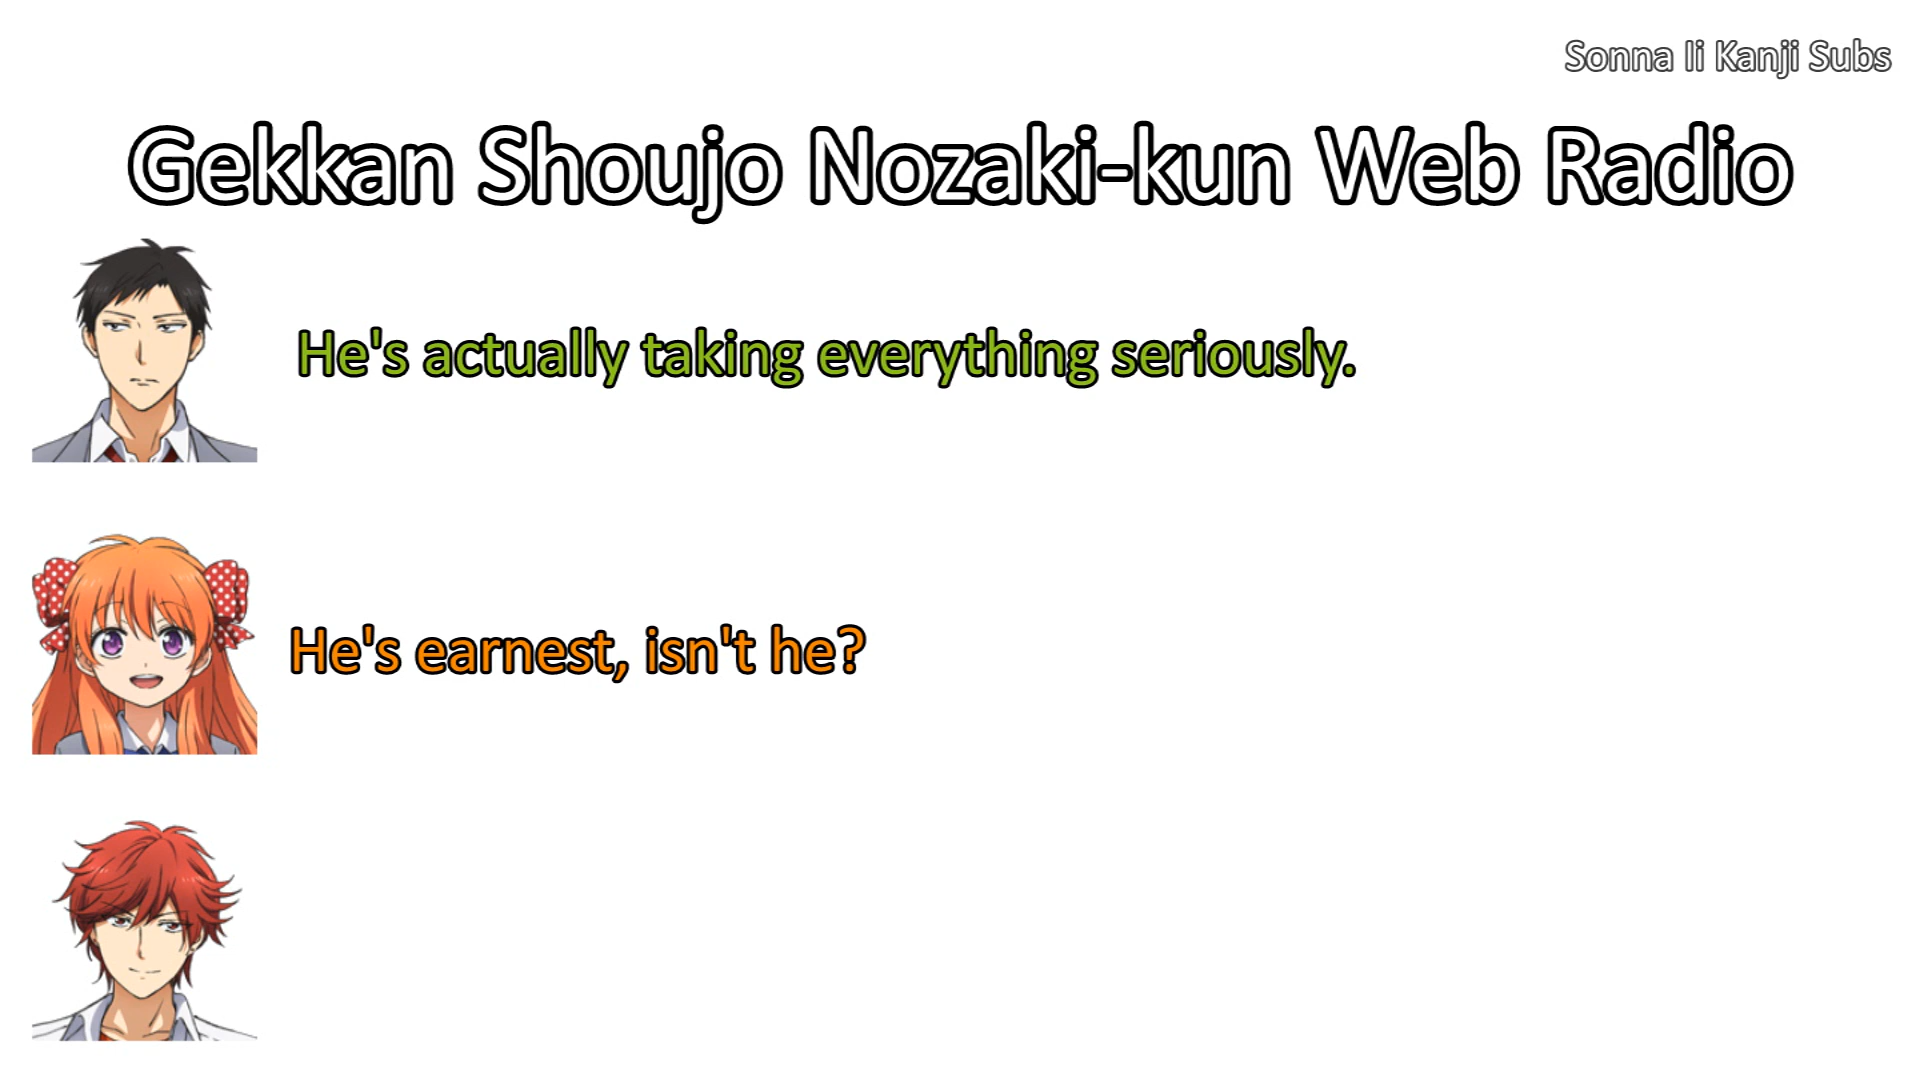 Sonna Ii Kanji Subs
Gekkan Shoujo Nozaki-kun Web Radio
He's actually taking everything seriously.
He's earnest, isn't he?